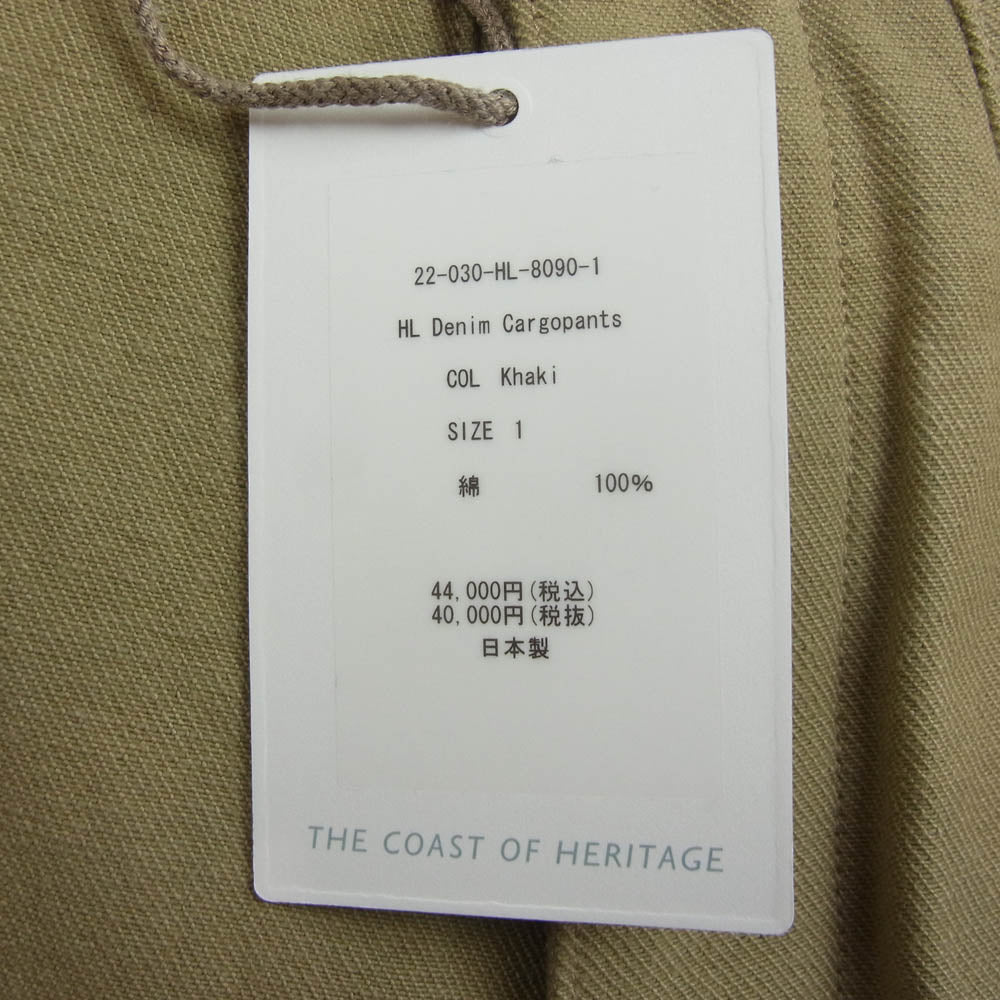 22-030-HL-8090-1
HL Denim Cargopants
COL Khaki
SIZE 1
綿 100%
44,000円(税込)
40,000円(税抜)
日本製
THE COAST OF HERITAGE